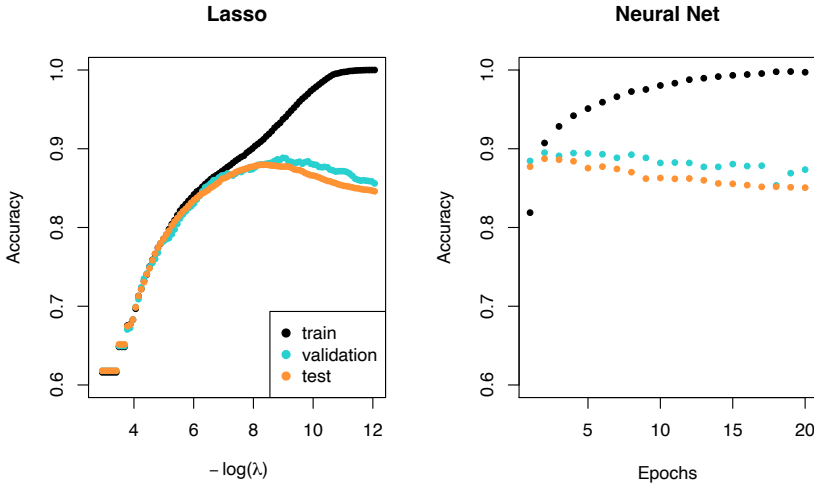 Lasso
Accuracy
1.0
0.9
0.8
0.7
0.6
train
validation
test
4 6 8 10 12
− log(λ)
Neural Net
Accuracy
1.0
0.9
0.8
0.7
0.6
5 10 15 20
Epochs